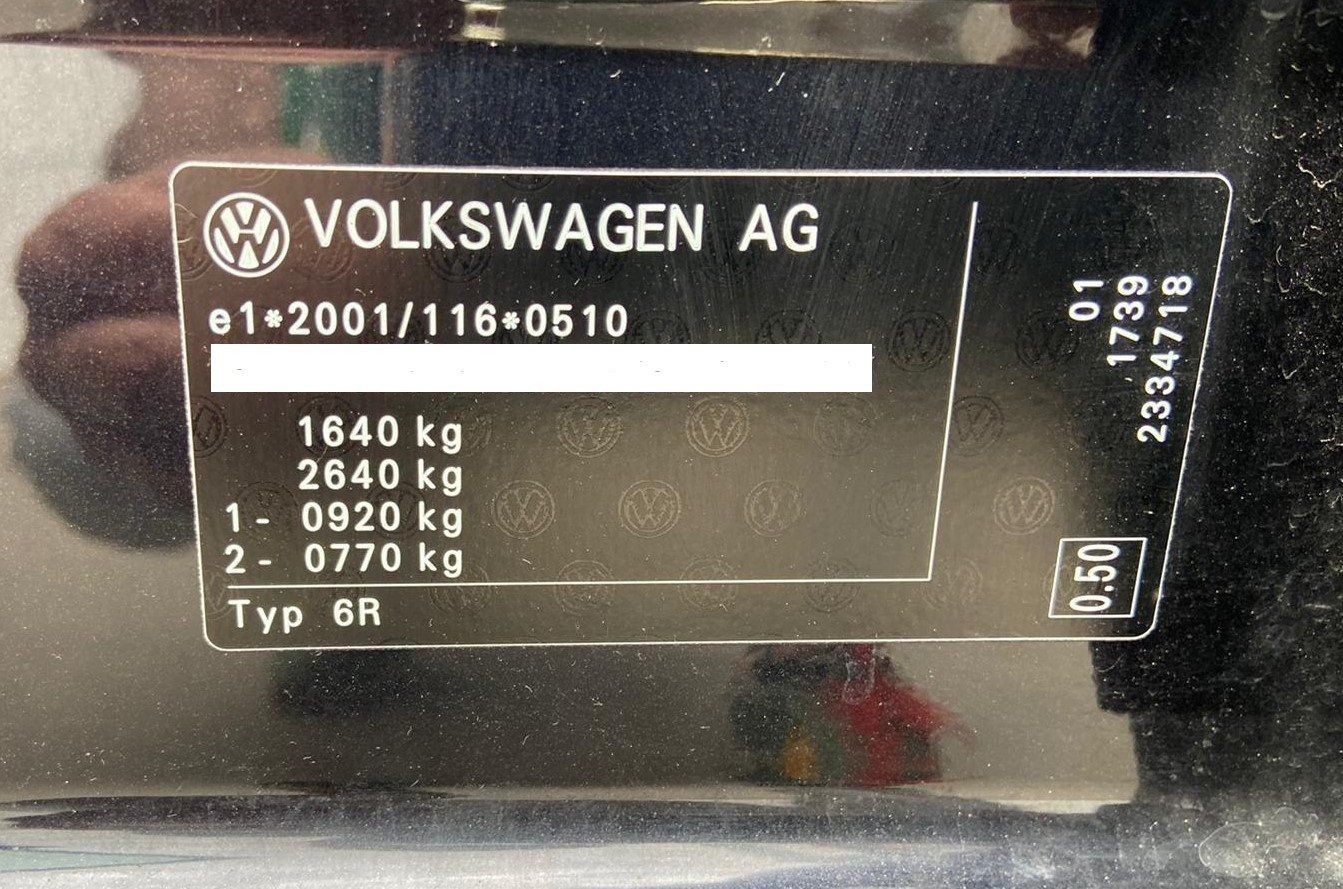 VOLKSWAGEN AG
e1*2001/116*0510
1640 kg
2640 kg
1- 0920 kg
2- 0770 kg
Typ 6R
01
1739
2334718
0.50